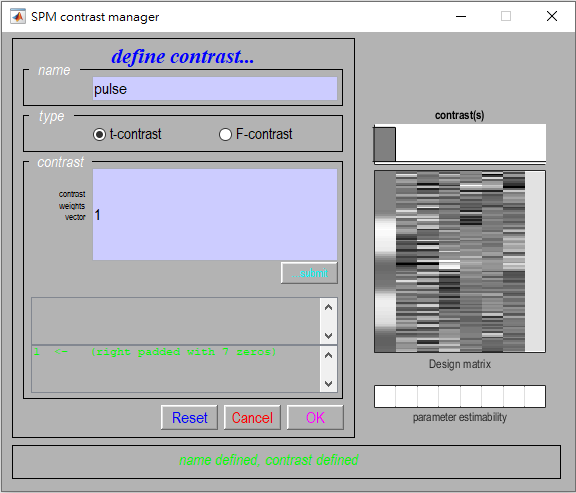 SPM contrast manager
define contrast...
name
pulse
type
t-contrast
F-contrast
contrast
contrast
weights
vector
1
...submit
1 <- (right padded with 7 zeros)
Reset
Cancel
OK
name defined, contrast defined
contrast(s)
Design matrix
parameter estimability